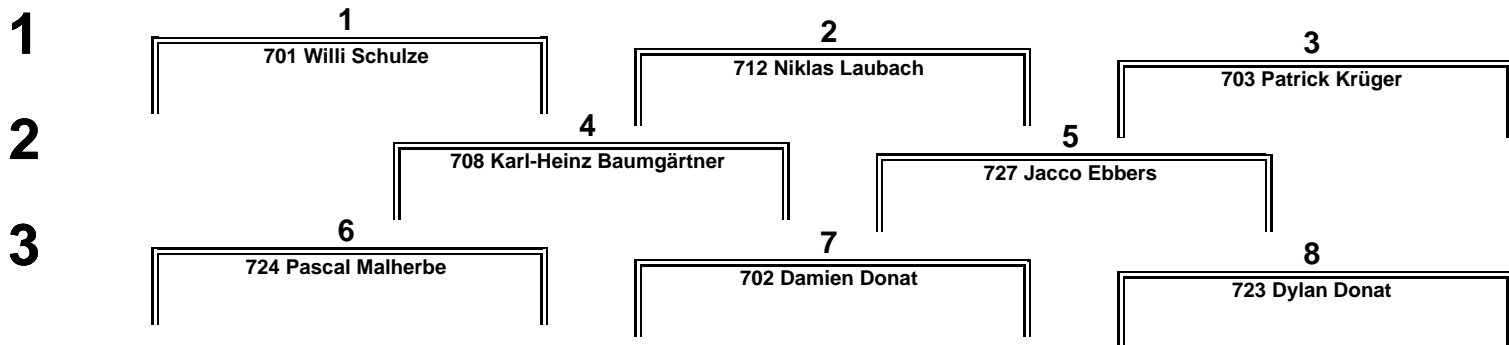 1
1
701 Willi Schulze
2
712 Niklas Laubach
3
703 Patrick Krüger
2
4
708 Karl-Heinz Baumgärtner
5
727 Jacco Ebbers
3
6
724 Pascal Malherbe
7
702 Damien Donat
8
723 Dylan Donat